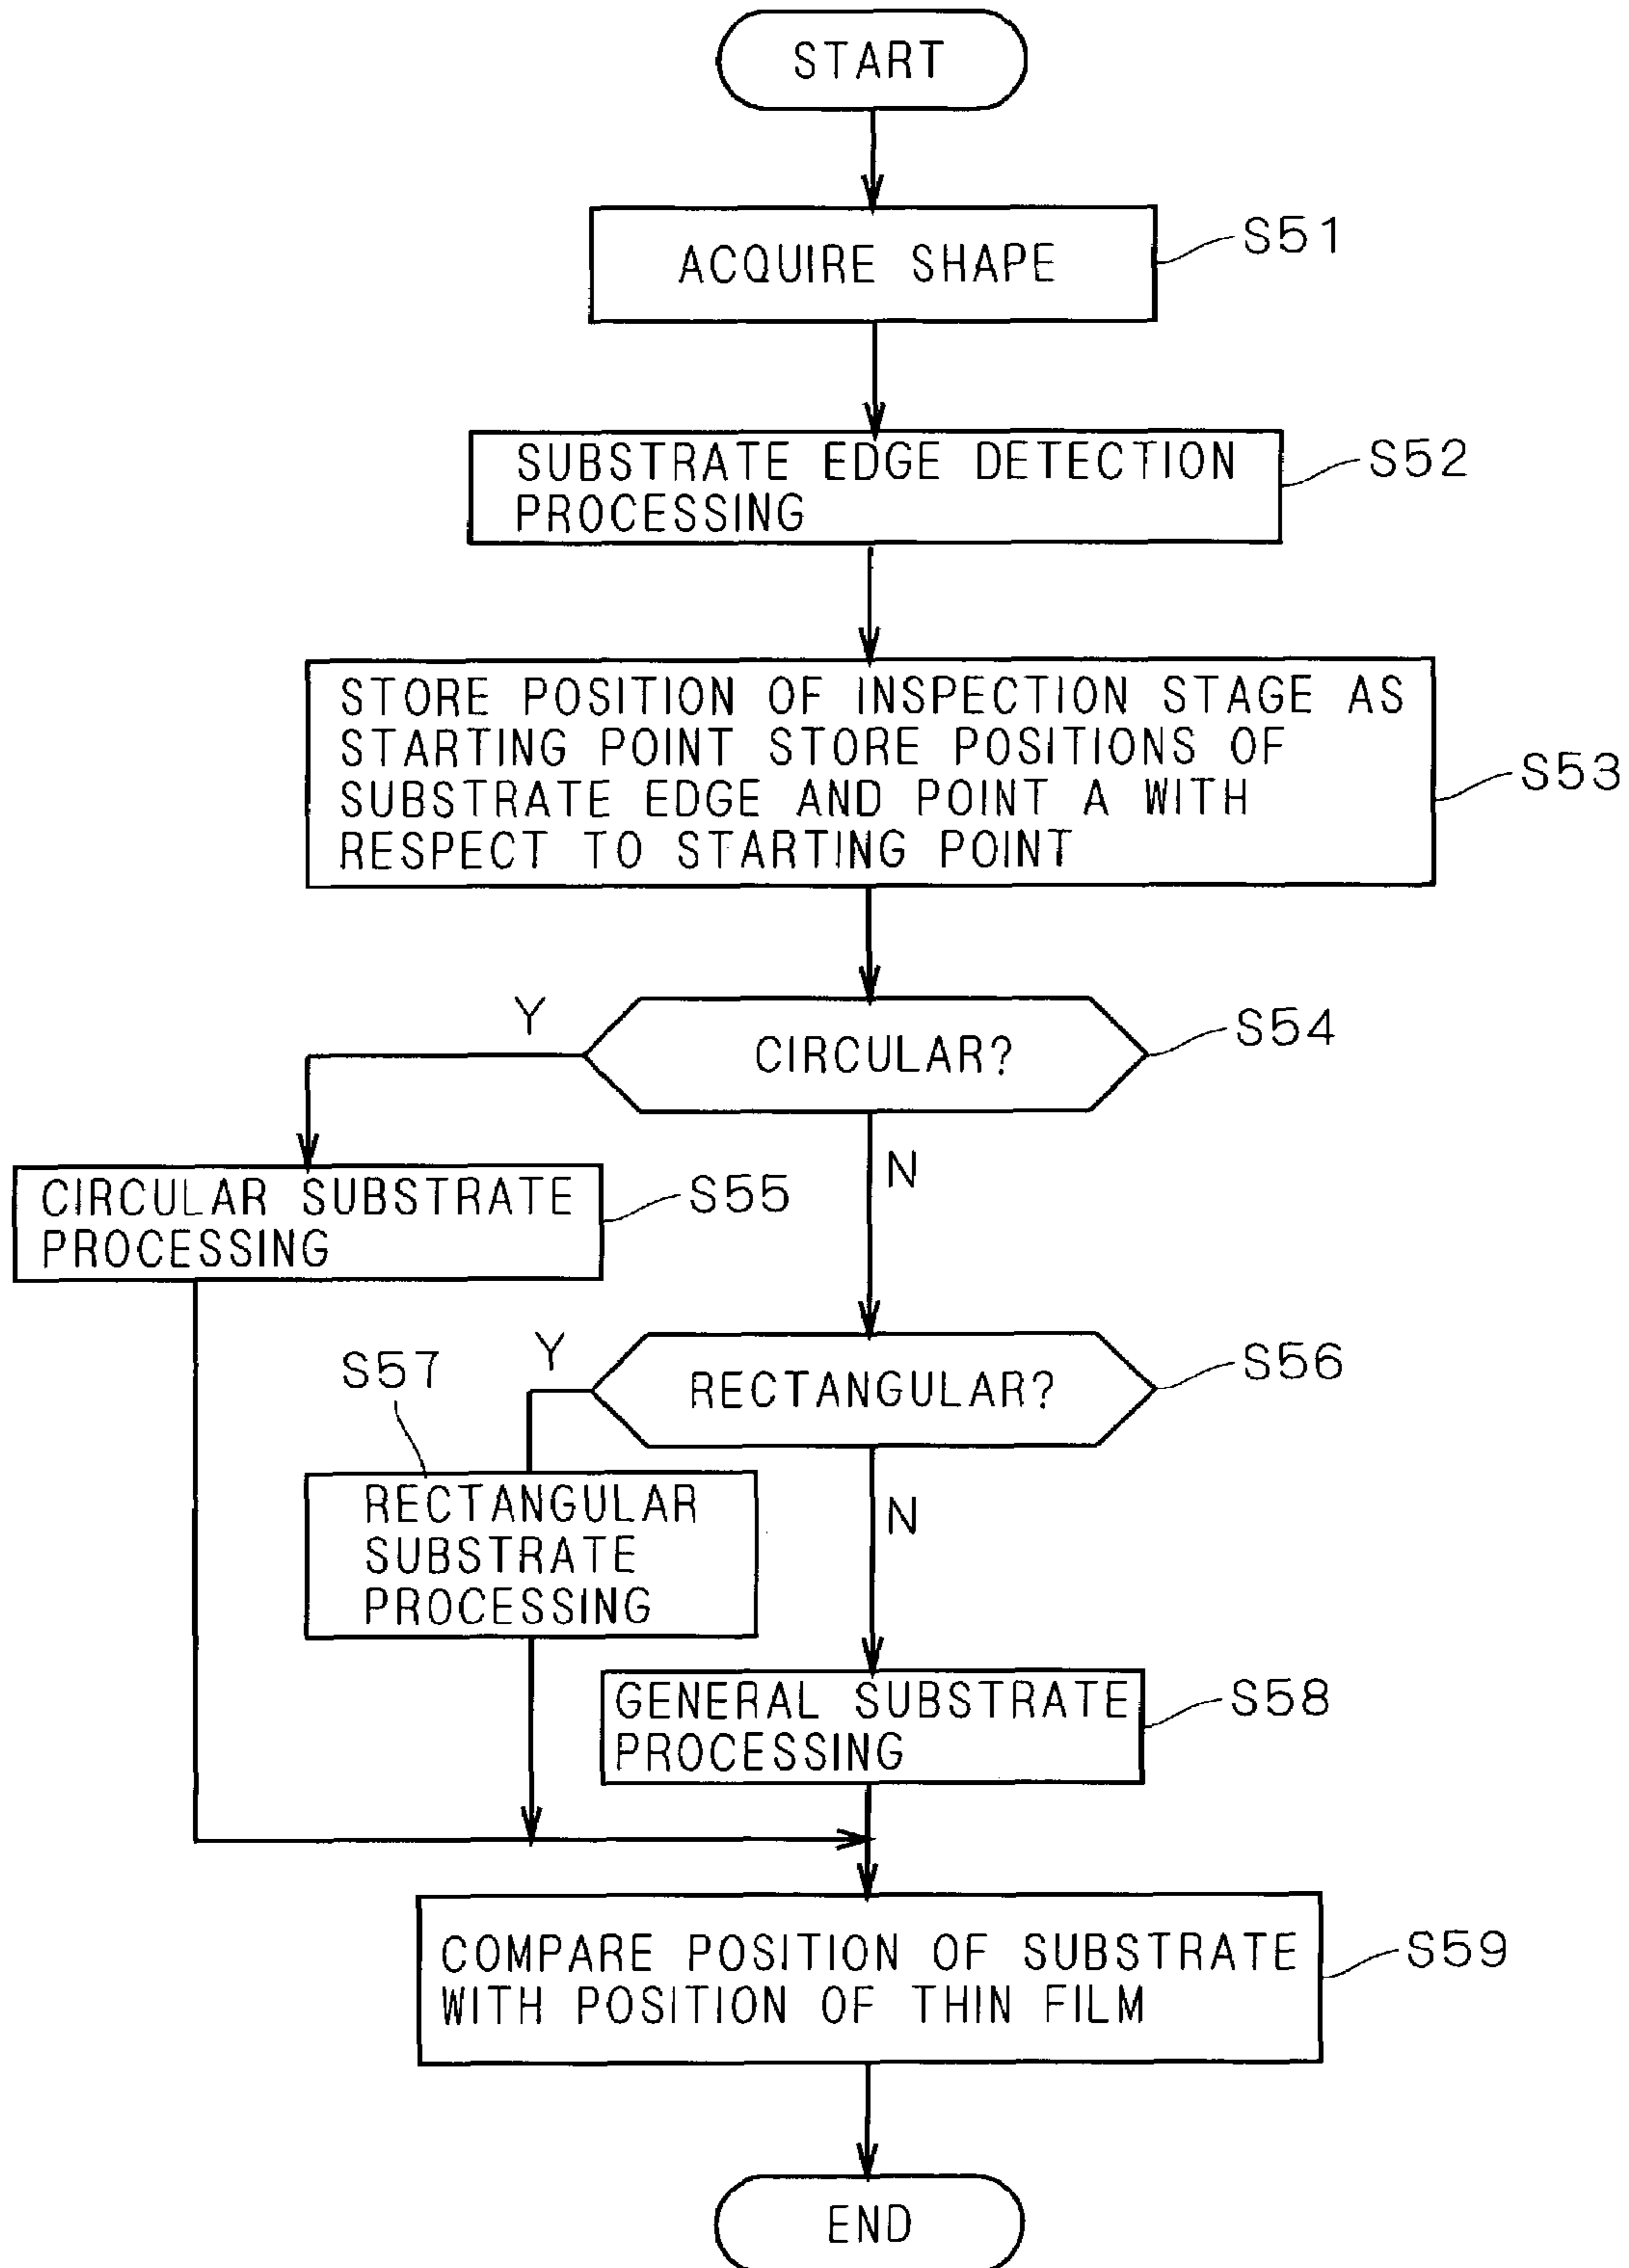 START
ACQUIRE SHAPE
S51
SUBSTRATE EDGE DETECTION
PROCESSING
S52
STORE POSITION OF INSPECTION STAGE AS
STARTING POINT STORE POSITIONS OF
SUBSTRATE EDGE AND POINT A WITH
RESPECT TO STARTING POINT
S53
Y
CIRCULAR?
S54
N
CIRCULAR SUBSTRATE
PROCESSING
S55
Y
RECTANGULAR?
S56
S57
N
RECTANGULAR
SUBSTRATE
PROCESSING
GENERAL SUBSTRATE
PROCESSING
S58
COMPARE POSITION OF SUBSTRATE
WITH POSITION OF THIN FILM
S59
END